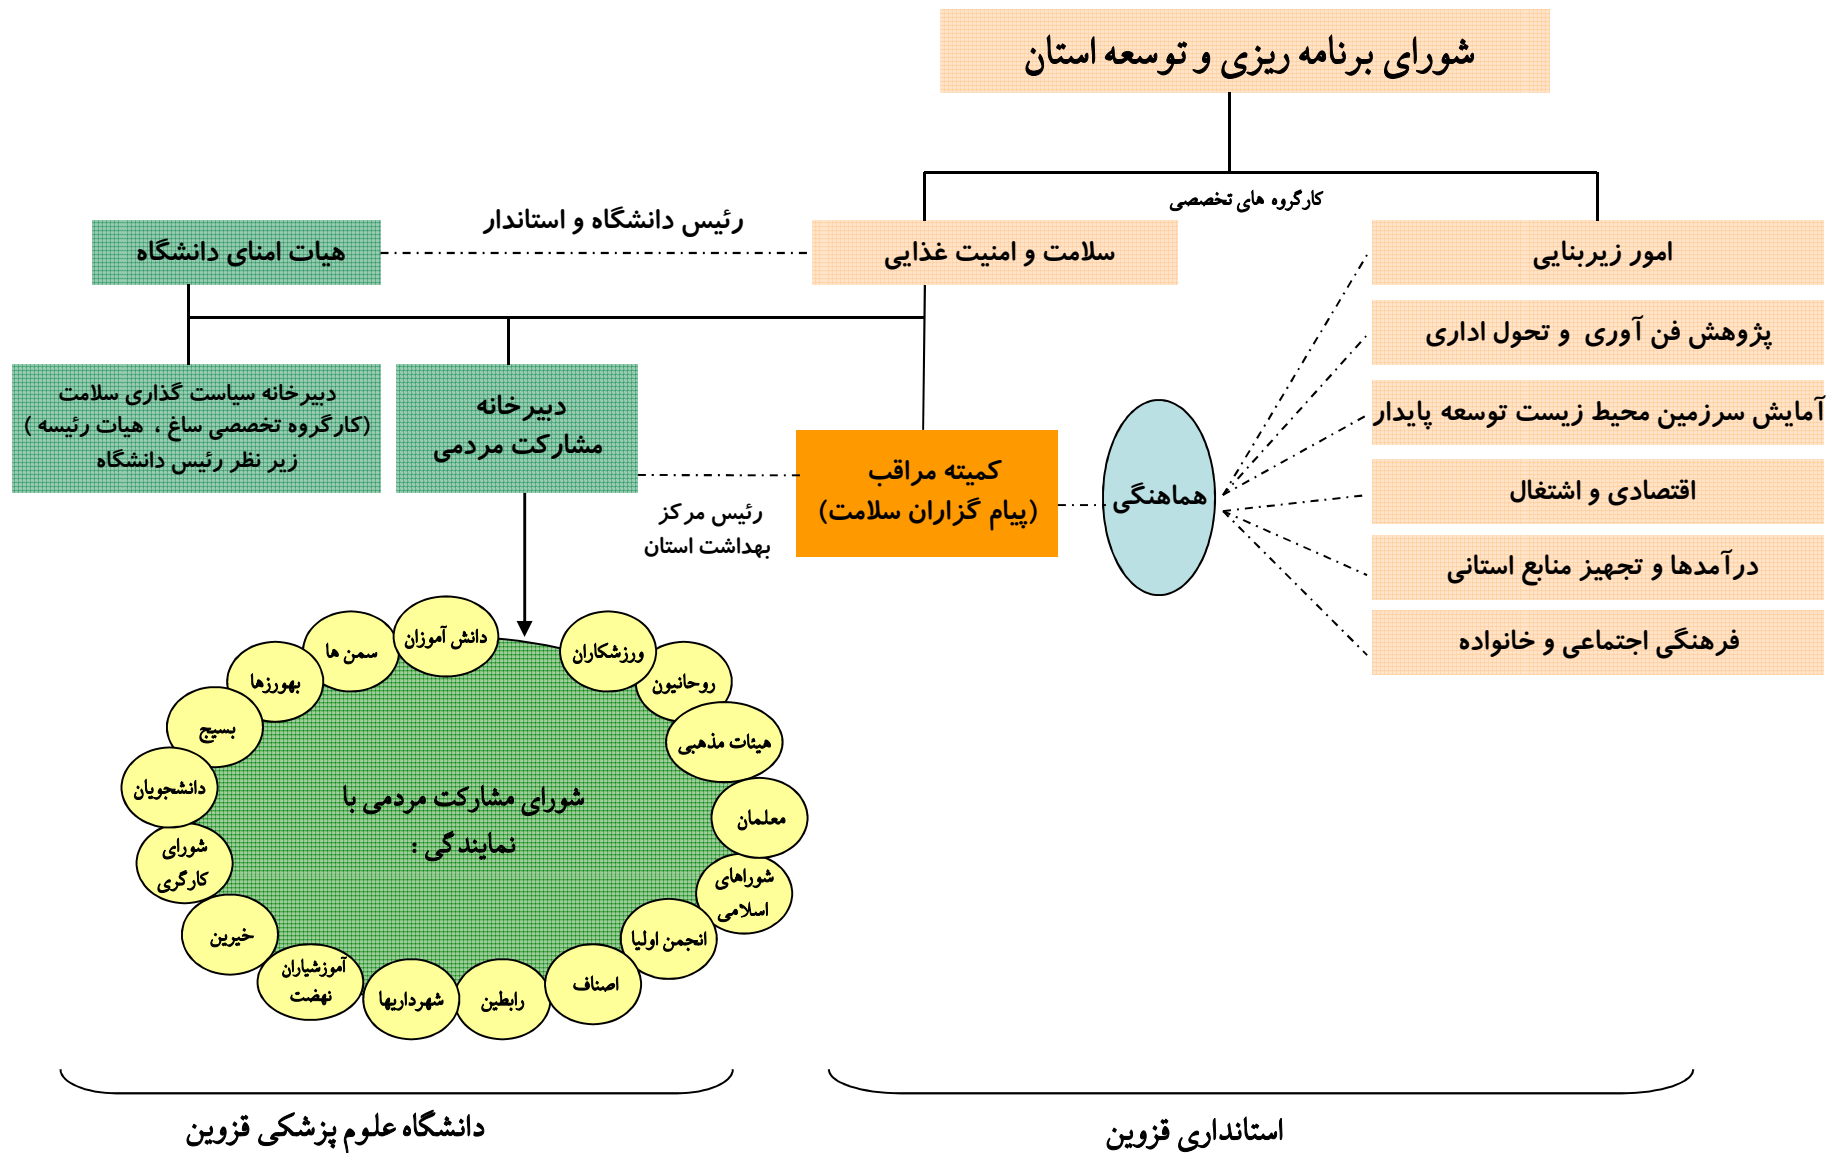 شورای برنامه ریزی و توسعه استان
کارگروه های تخصصی
امور زیربنایی
پژوهش فن آوری و تحول اداری
آمایش سرزمین محیط زیست توسعه پایدار
اقتصادی و اشتغال
درآمدها و تجهیز منابع استانی
فرهنگی اجتماعی و خانواده
هماهنگی
سلامت و امنیت غذایی
رئیس دانشگاه و استاندار
هیات امنای دانشگاه
کمیته مراقب
(پیام گزاران سلامت)
رئیس مرکز
بهداشت استان
دبیرخانه
مشارکت مردمی
دبیرخانه سیاست گذاری سلامت
(کارگروه تخصصی ساغ ، هیات رئیسه )
زیر نظر رئیس دانشگاه
شورای مشارکت مردمی با
نمایندگی :
دانش آموزان
ورزشکاران
روحانیون
هیئات مذهبی
معلمان
شوراهای
اسلامی
انجمن اولیا
اصناف
رابطین
شهرداریها
آموزشیاران
نهضت
خیرین
شورای
کارگری
دانشجویان
بسیج
بهورزها
سمن ها
استانداری قزوین
دانشگاه علوم پزشکی قزوین